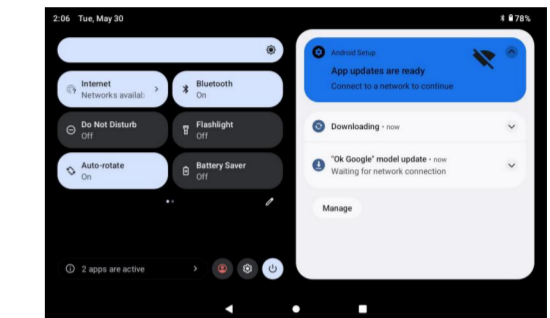 2:06 Tue, May 30
78%
Internet
Networks availab
Bluetooth
On
Do Not Disturb
Off
Flashlight
Off
Auto-rotate
On
Battery Saver
Off
2 apps are active
Android Setup
App updates are ready
Connect to a network to continue
Downloading • now
"Ok Google" model update • now
Waiting for network connection
Manage